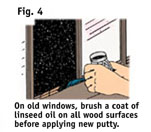 Fig. 4
On old windows, brush a coat of
linseed oil on all wood surfaces
before applying new putty.